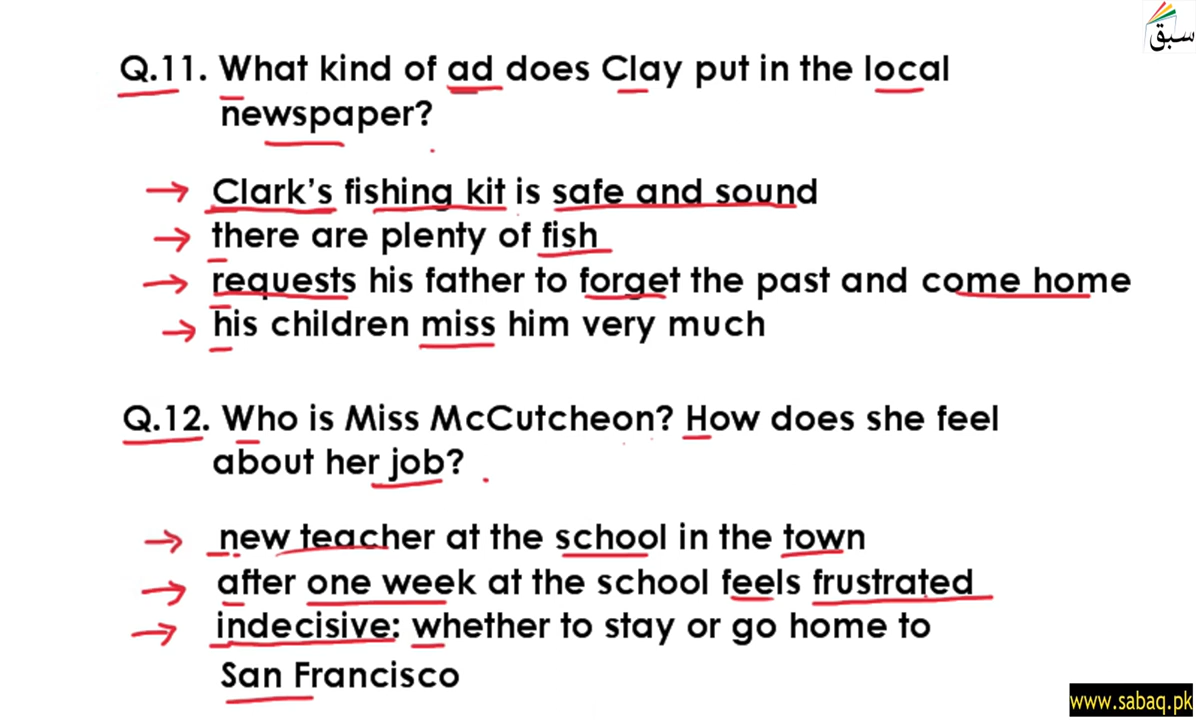 سبق
Q.11. What kind of ad does Clay put in the local
newspaper?
→ Clark's fishing kit is safe and sound
→ there are plenty of fish
→ requests his father to forget the past and come home
→ his children miss him very much
Q.12. Who is Miss McCutcheon? How does she feel
about her job?
→ new teacher at the school in the town
→ after one week at the school feels frustrated
→ indecisive: whether to stay or go home to
San Francisco
www.sabaq.pk